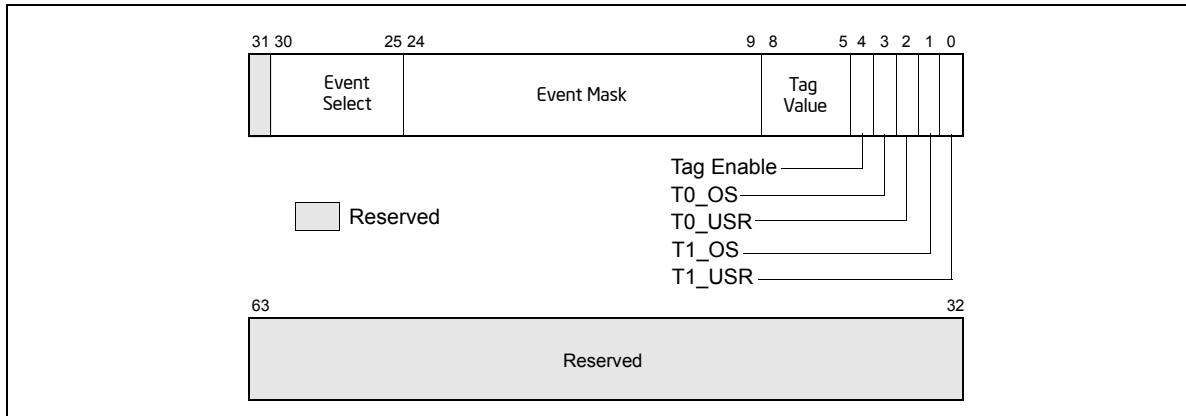 31 30 25 24 9 8 5 4 3 2 1 0
Event
Select
Event Mask
Tag
Value
Tag Enable
T0_OS
T0_USR
T1_OS
T1_USR
Reserved
63 32
Reserved